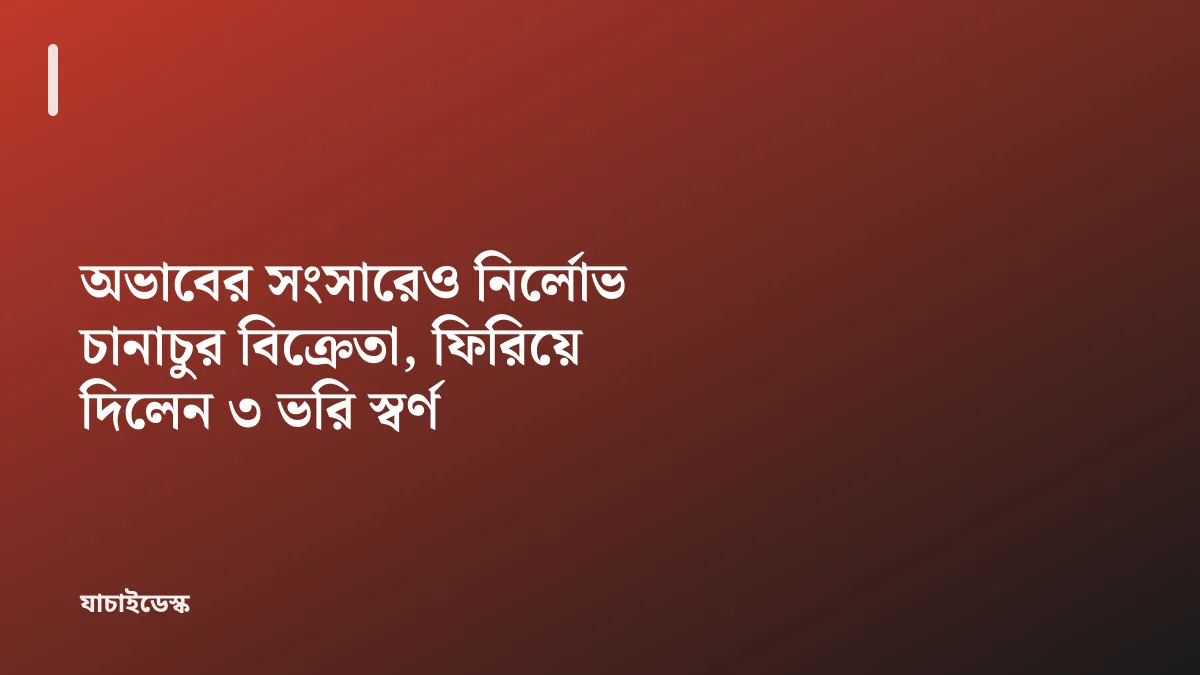 অভাবের সংসারেও নির্লোভ
চানাচুর বিক্রেতা, ফিরিয়ে
দিলেন ৩ ভরি স্বর্ণ
যাচাইডেস্ক